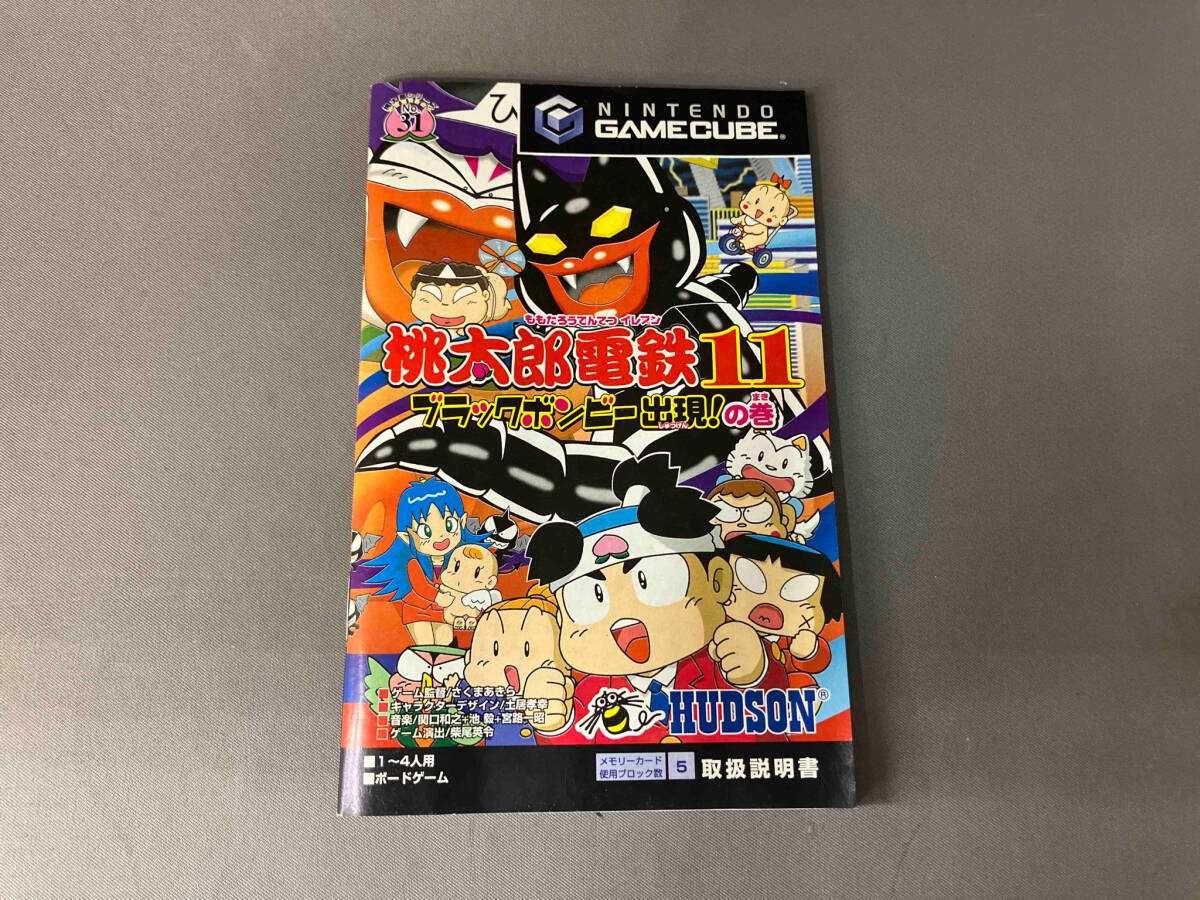 No.
31
び
NINTENDO
GAMECUBE®
ももたろうでんてつ イレブン
桃太郎電鉄11
ブラックボンビー出現!の巻
しゅつげん
まき
■ゲーム監督/さくまあきら
■キャラクターデザイン/土居孝幸
■音楽/関口和之+池 毅+宮路一昭
□ゲーム演出/柴尾英令
HUDSON®
■1〜4人用
■ボードゲーム
メモリーカード
使用ブロック数
5
取扱説明書